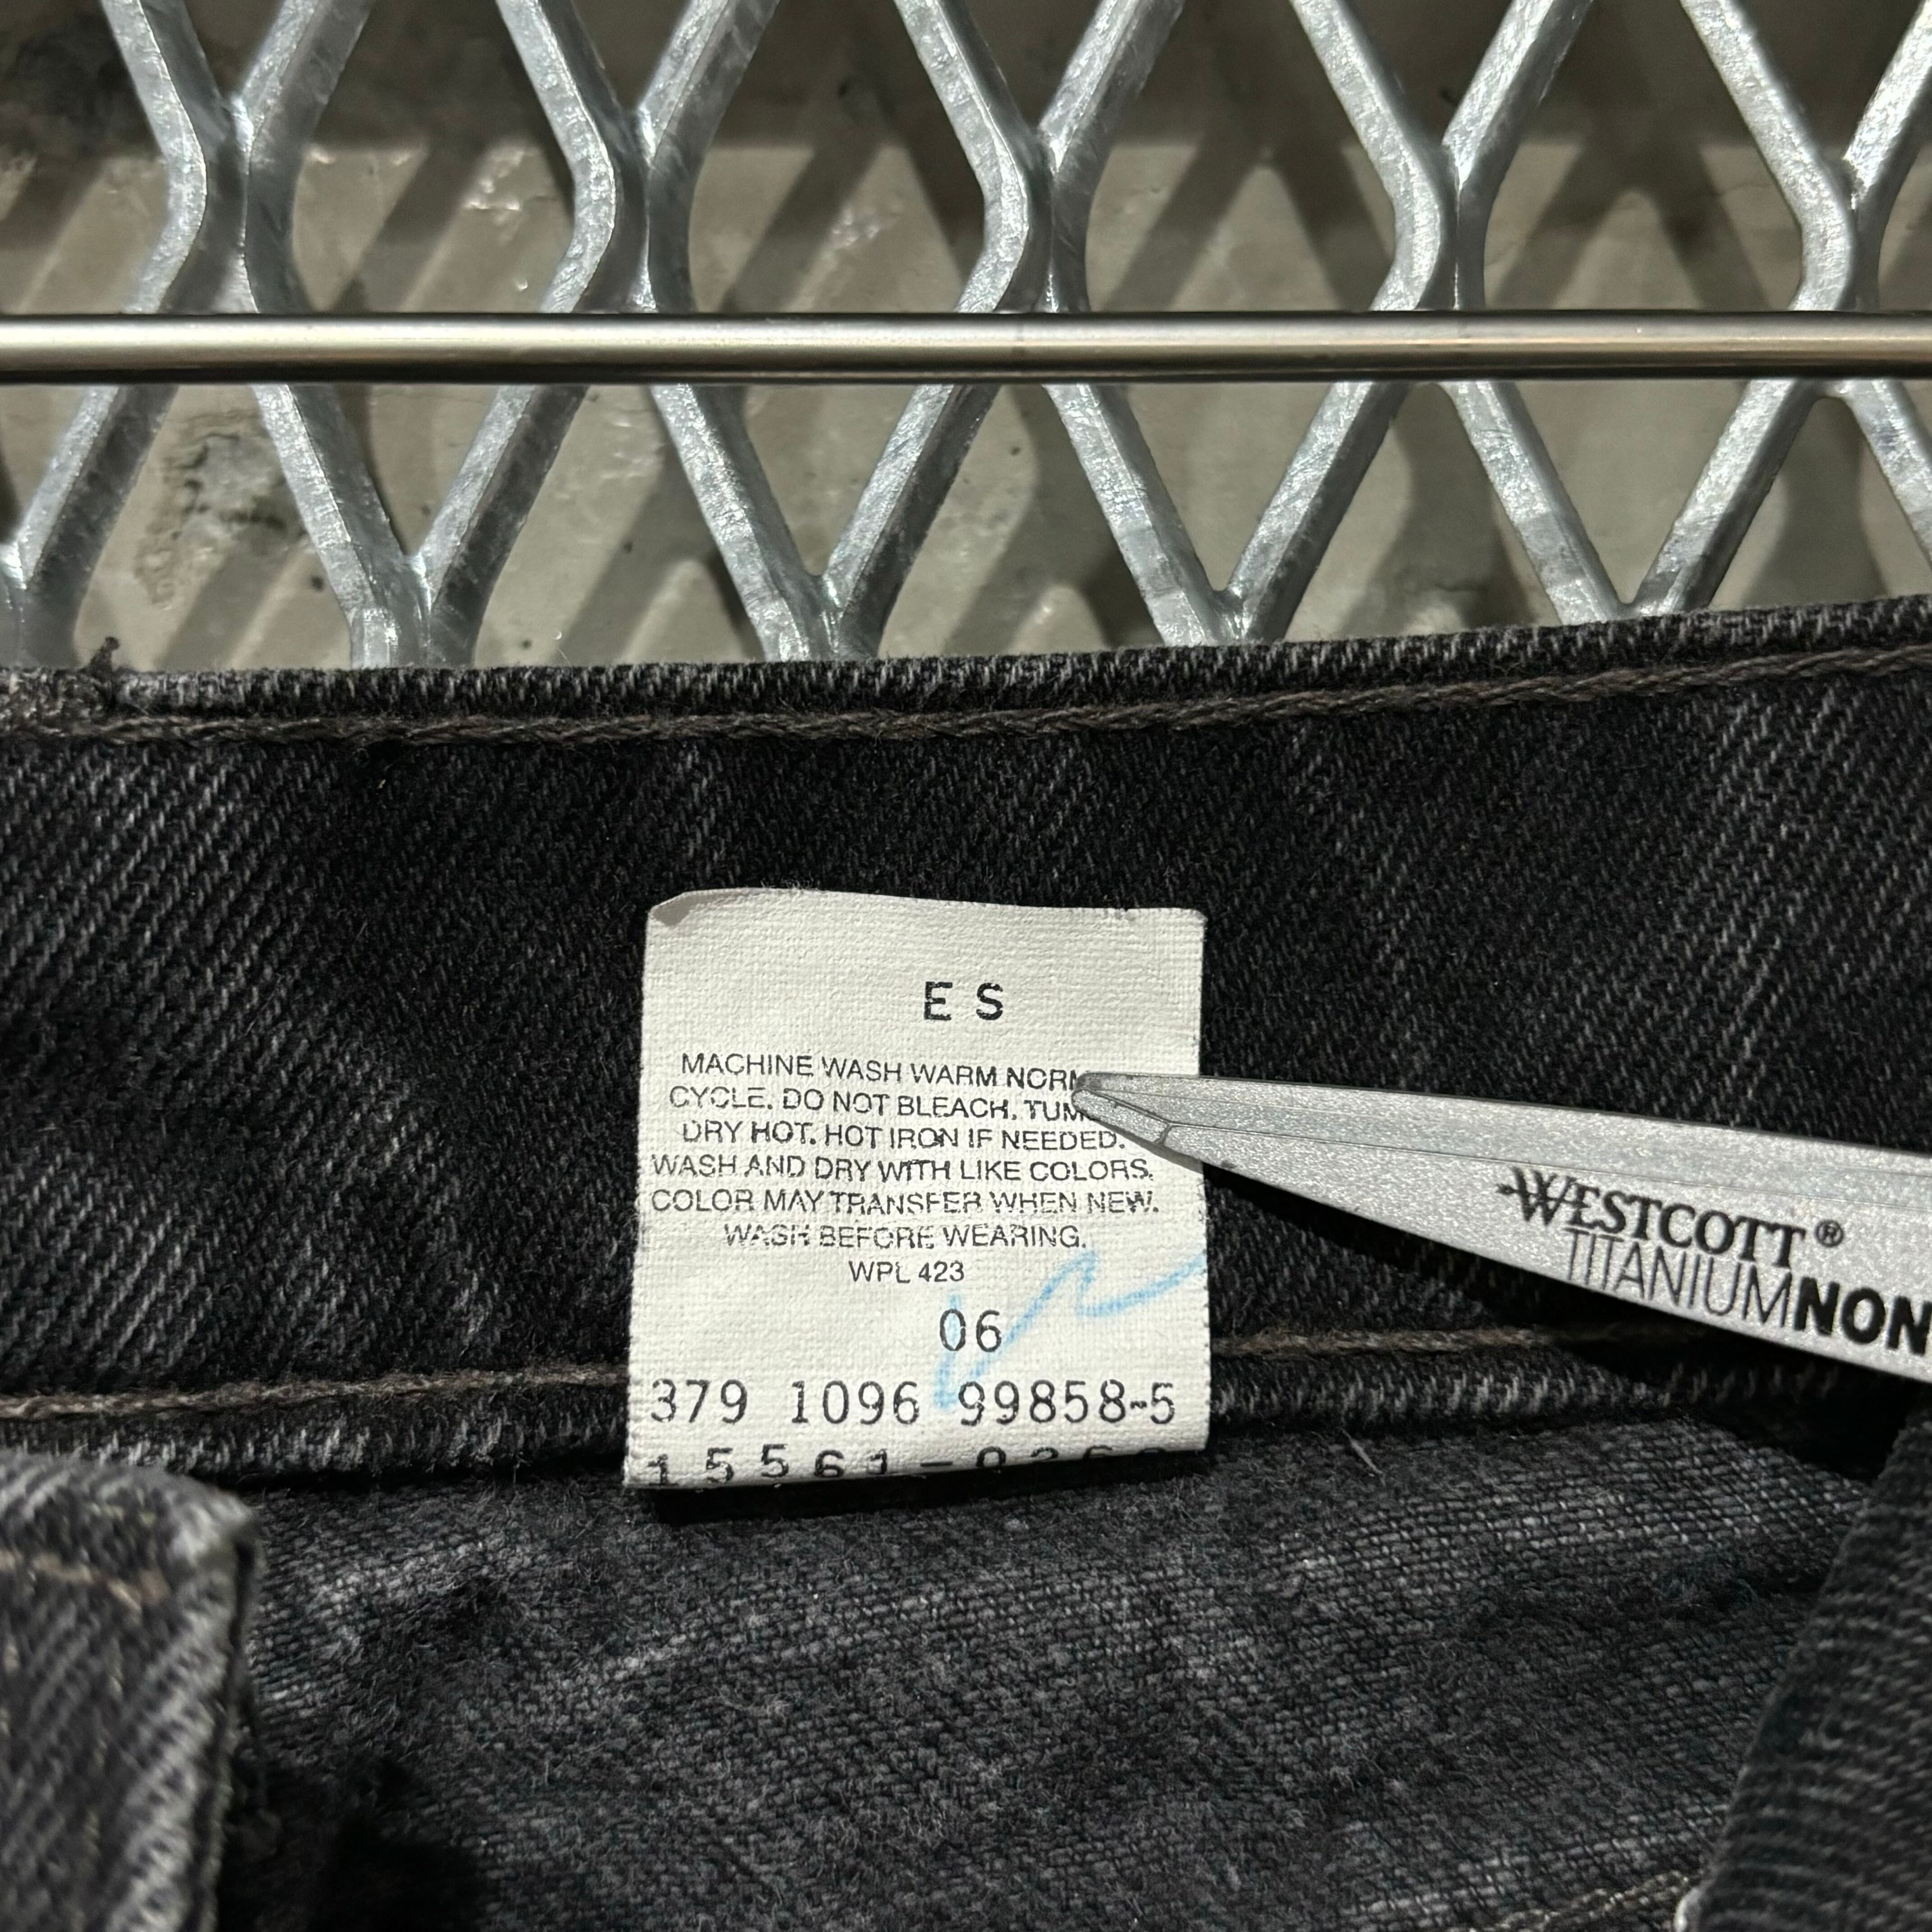 E S
MACHINE WASH WARM NORM
CYCLE. DO NOT BLEACH. TUM
DRY HOT. HOT IRON IF NEEDED.
WASH AND DRY WITH LIKE COLORS.
COLOR MAY TRANSFER WHEN NEW.
WASH BEFORE WEARING.
WPL 423
06
379 1096 99858-5
WESTCOTT®
TITANIUMNON